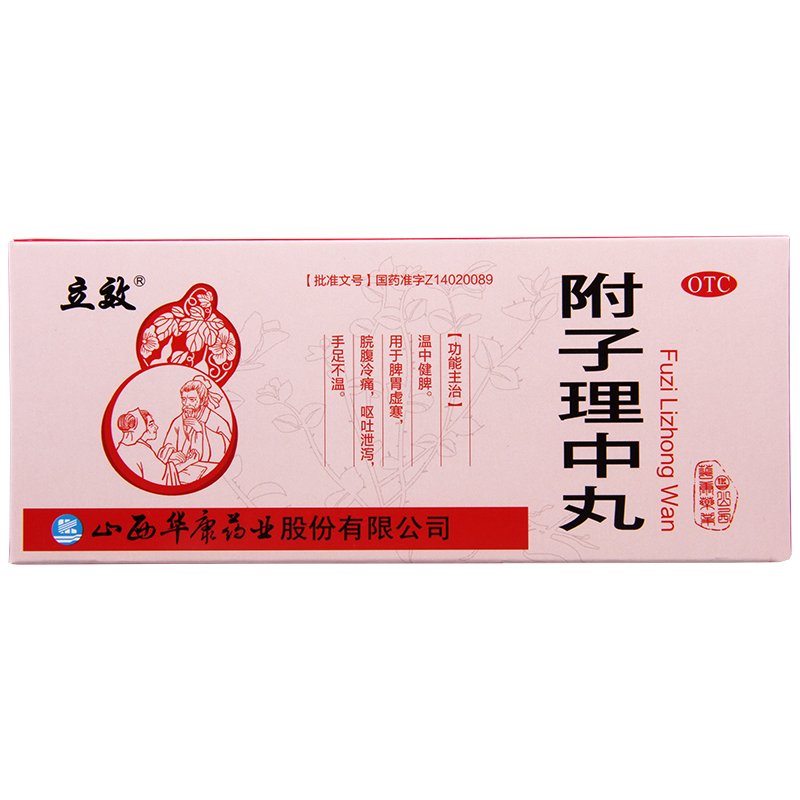 立效®
【批准文号】国药准字Z14020089
OTC
附子理中丸
Fuzi Lizhong Wan
【功能主治】
温中健脾。
用于脾胃虚寒，
脘腹冷痛，呕吐泄泻，
手足不温。
山西华康药业股份有限公司